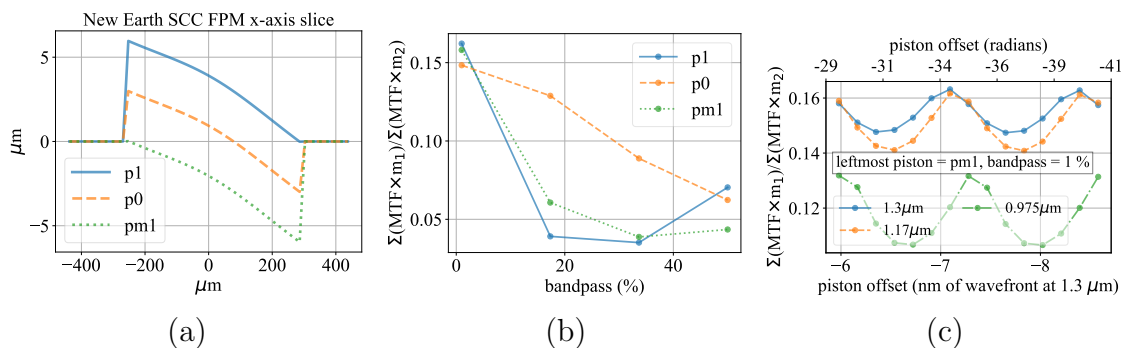 New Earth SCC FPM x-axis slice
5
0
−5
μm
p1
p0
pm1
−400
−200
0
200
400
μm
(a)
Σ(MTF×m₁)/Σ(MTF×m₂)
0.15
0.10
0.05
p1
p0
pm1
0
20
40
bandpass (%)
(b)
piston offset (radians)
-29
-31
-34
-36
-39
-41
Σ(MTF×m₁)/Σ(MTF×m₂)
0.16
0.14
0.12
leftmost piston = pm1, bandpass = 1 %
1.3μm
1.17μm
0.975μm
-6
-7
-8
piston offset (nm of wavefront at 1.3 μm)
(c)